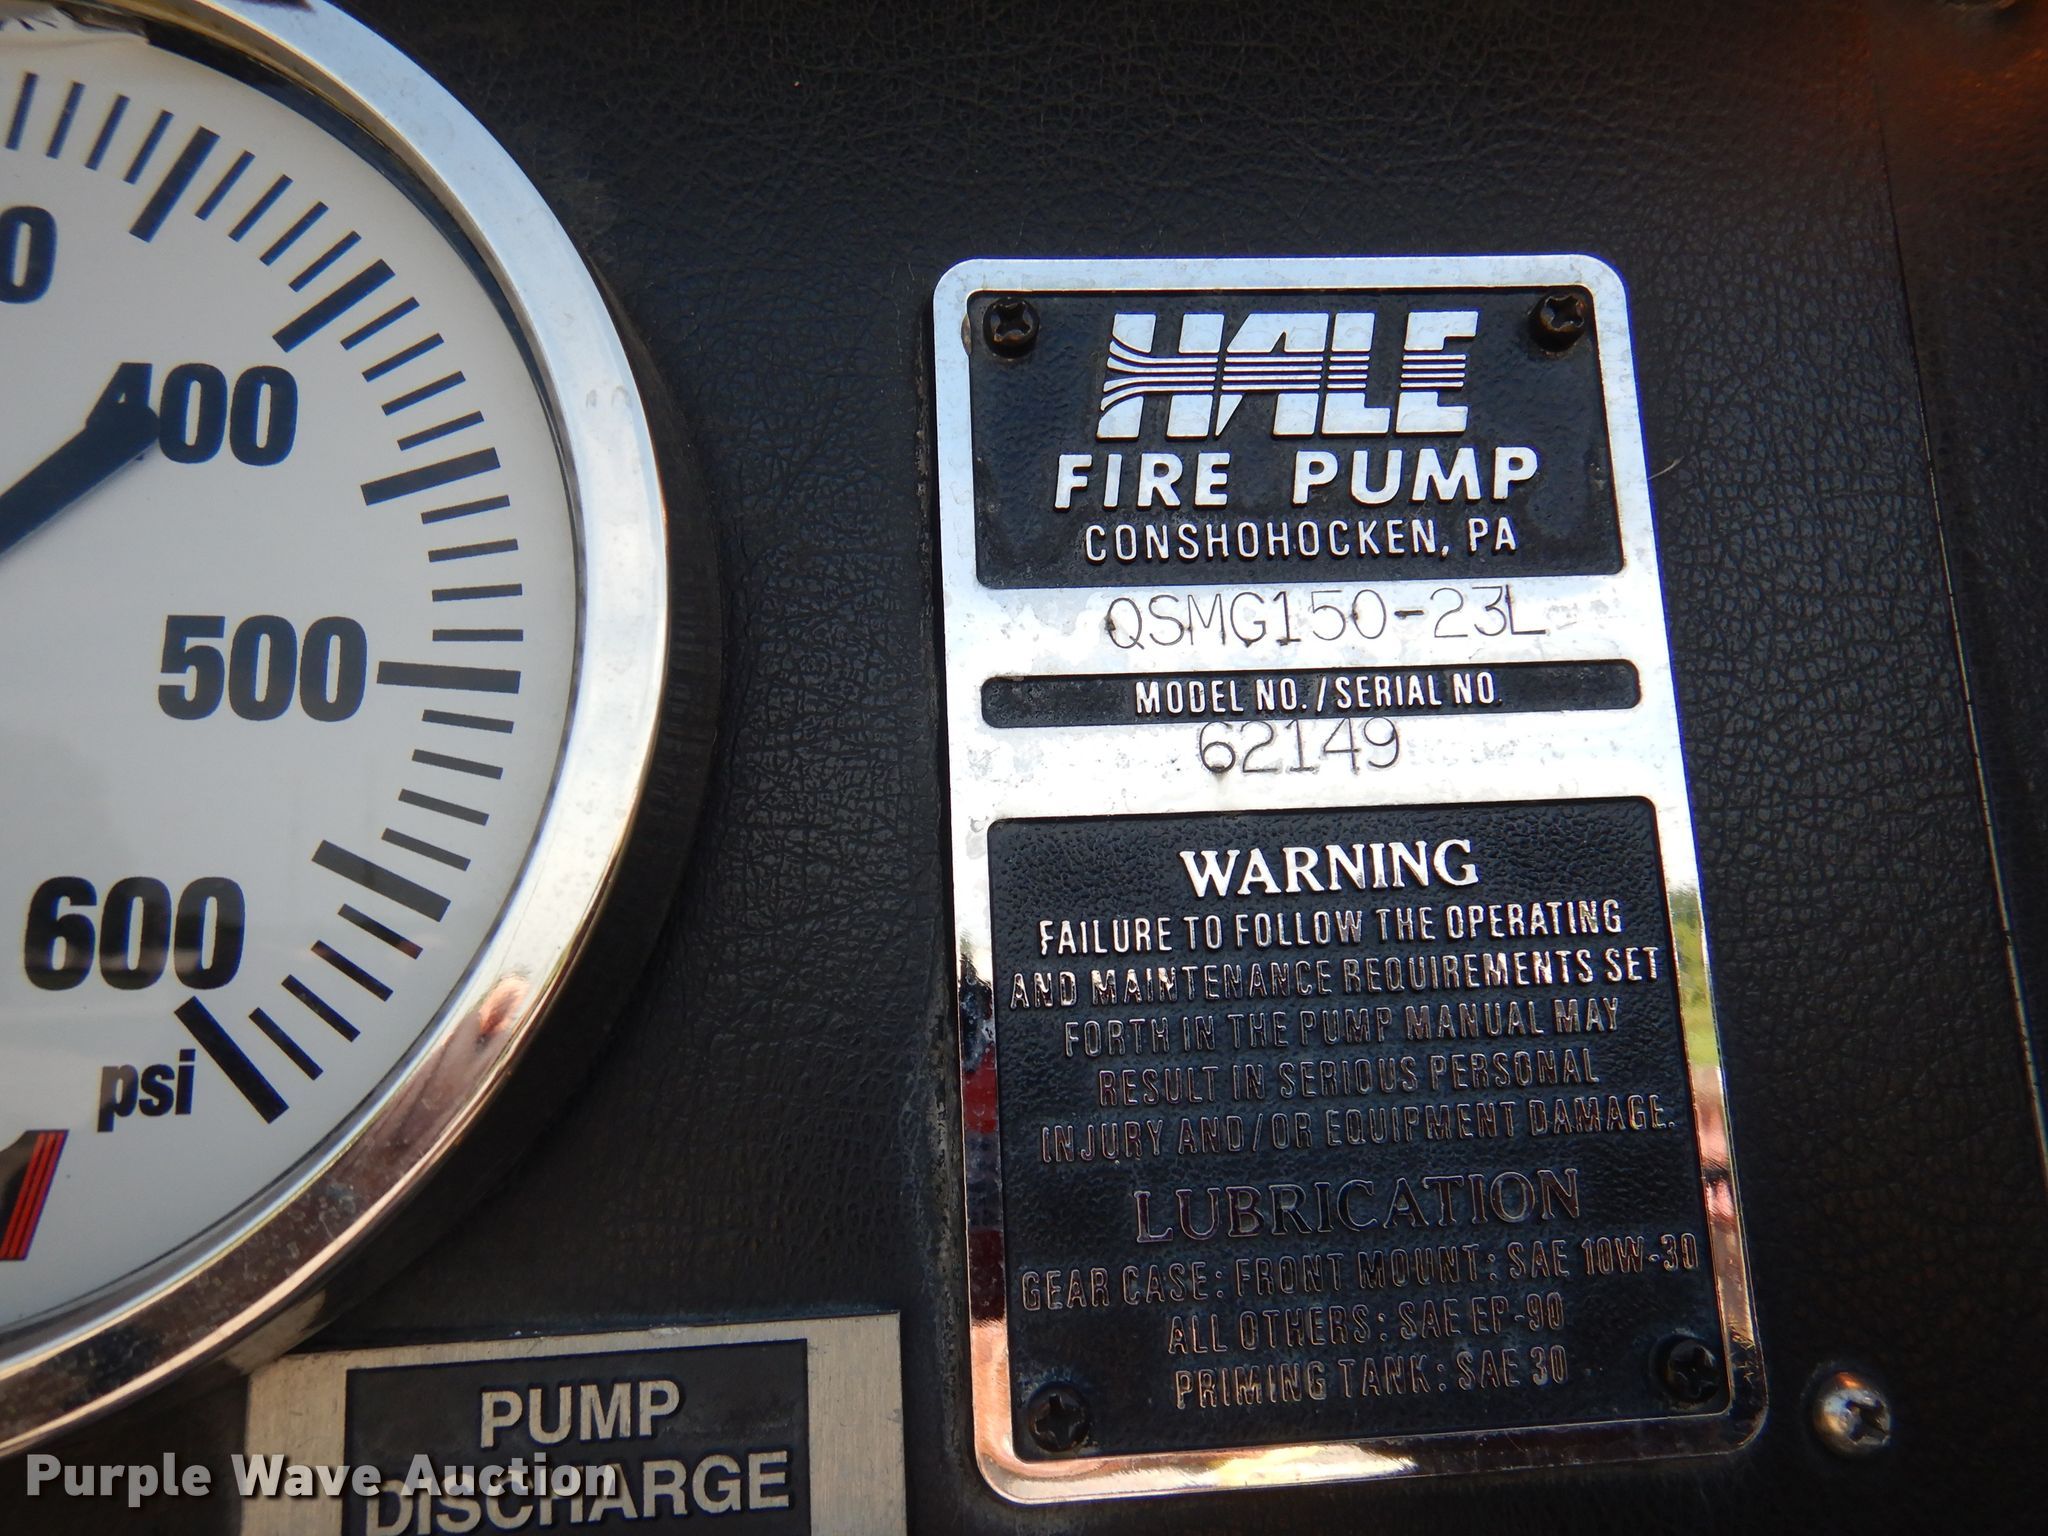 400
500
600
psi
HALE
FIRE PUMP
CONSHOHOCKEN, PA
QSMG150-23L
MODEL NO./SERIAL NO.
62149
WARNING
FAILURE TO FOLLOW THE OPERATING
AND MAINTENANCE REQUIREMENTS SET
FORTH IN THE PUMP MANUAL MAY
RESULT IN SERIOUS PERSONAL
INJURY AND/OR EQUIPMENT DAMAGE.
LUBRICATION
GEAR CASE: FRONT MOUNT: SAE 10W-30
ALL OTHERS: SAE EP-90
PRIMING TANK: SAE 30
PUMP
DISCHARGE
Purple Wave Auction